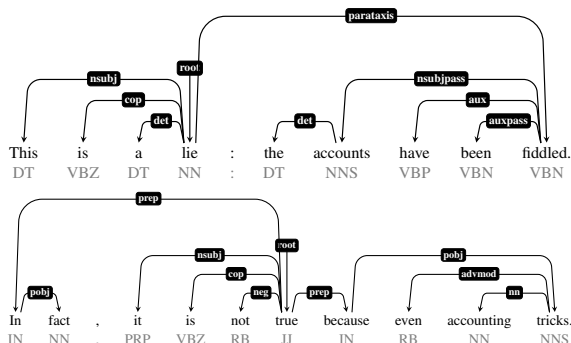 parataxis
root
nsubj nsubjpass
cop aux
det det auxpass
This is a lie : the accounts have been fiddled.
DT VBZ DT NN : DT NNS VBP VBN VBN
prep
root
nsubj pobj
cop advmod
pobj neg prep nn
In fact , it is not true because even accounting tricks.
IN NN , PRP VBZ RB JJ IN RB NN NNS